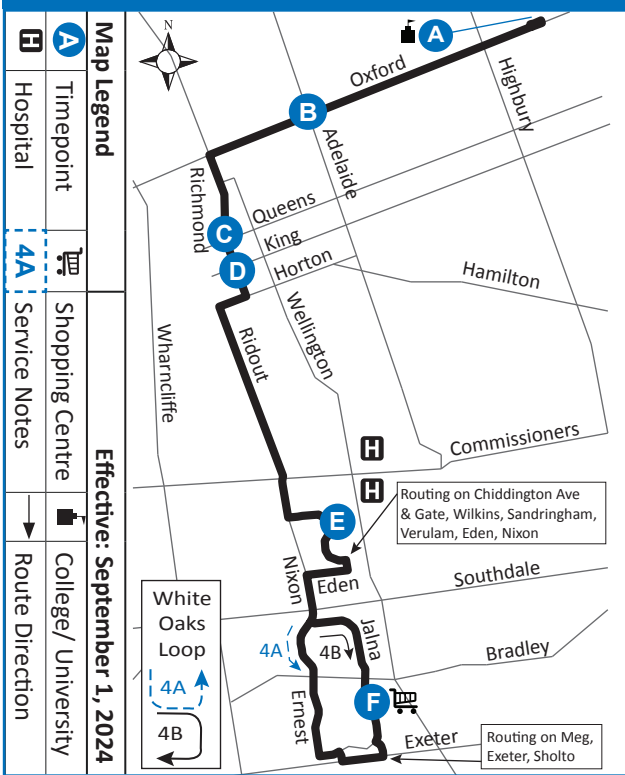 N
A
Oxford
Highbury
B
Adelaide
Richmond
Queens
C
King
D
Horton
Hamilton
Wellington
Ridout
Wharncliffe
Commissioners
H
H
Routing on Chiddington Ave
& Gate, Wilkins, Sandringham,
Verulam, Eden, Nixon
E
Eden
Nixon
Southdale
White
Oaks
Loop
4A
4B
4A
4B
Jalna
Bradley
F
Ernest
Exeter
Routing on Meg,
Exeter, Sholto
Map Legend
Effective: September 1, 2024
A
Timepoint
Shopping Centre
College/ University
H
Hospital
4A
Service Notes
Route Direction